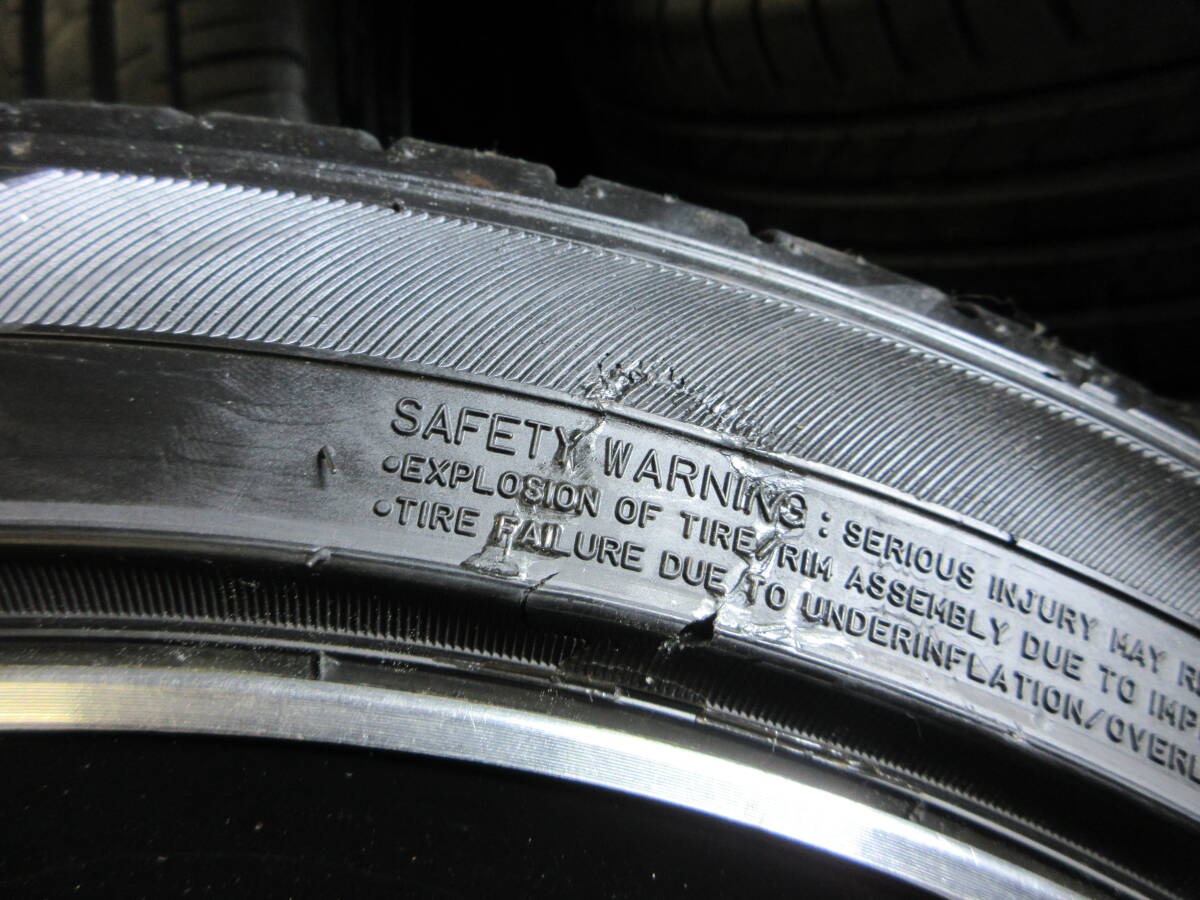 SAFETY WARNING: SERIOUS INJURY MAY
•EXPLOSION OF TIRE/RIM ASSEMBLY DUE TO
•TIRE FAILURE DUE TO UNDERINFLATION/